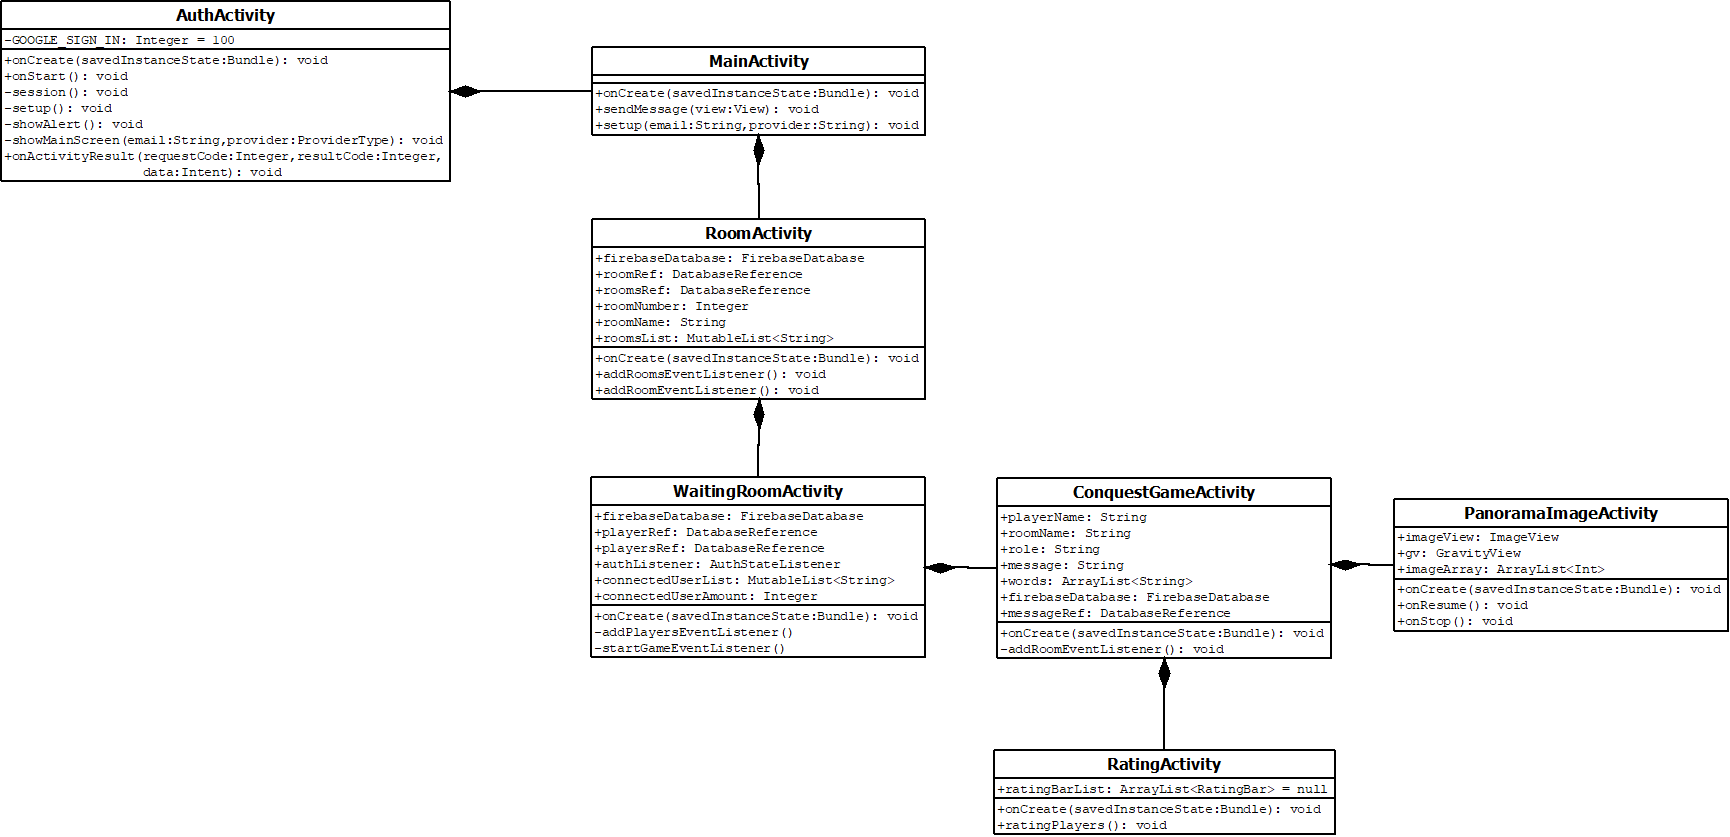 AuthActivity
-GOOGLE_SIGN_IN: Integer = 100
+onCreate(savedInstanceState:Bundle): void
+onStart(): void
-session(): void
-setup(): void
-showAlert(): void
-showMainScreen(email:String,provider:ProviderType): void
+onActivityResult(requestCode:Integer,resultCode:Integer,
data:Intent): void
MainActivity
+onCreate(savedInstanceState:Bundle): void
+sendMessage(view:View): void
+setup(email:String,provider:String): void
RoomActivity
+firebaseDatabase: FirebaseDatabase
+roomRef: DatabaseReference
+roomsRef: DatabaseReference
+roomNumber: Integer
+roomName: String
+roomsList: MutableList<String>
+onCreate(savedInstanceState:Bundle): void
+addRoomsEventListener(): void
+addRoomEventListener(): void
WaitingRoomActivity
+firebaseDatabase: FirebaseDatabase
+playerRef: DatabaseReference
+playersRef: DatabaseReference
+authListener: AuthStateListener
+connectedUserList: MutableList<String>
+connectedUserAmount: Integer
+onCreate(savedInstanceState:Bundle): void
-addPlayersEventListener()
-startGameEventListener()
ConquestGameActivity
+playerName: String
+roomName: String
+role: String
+message: String
+words: ArrayList<String>
+firebaseDatabase: FirebaseDatabase
+messageRef: DatabaseReference
+onCreate(savedInstanceState:Bundle): void
-addRoomEventListener(): void
PanoramaImageActivity
+imageView: ImageView
+gv: GravityView
+imageArray: ArrayList<Int>
+onCreate(savedInstanceState:Bundle): void
+onResume(): void
+onStop(): void
RatingActivity
+ratingBarList: ArrayList<RatingBar> = null
+onCreate(savedInstanceState:Bundle): void
+ratingPlayers(): void